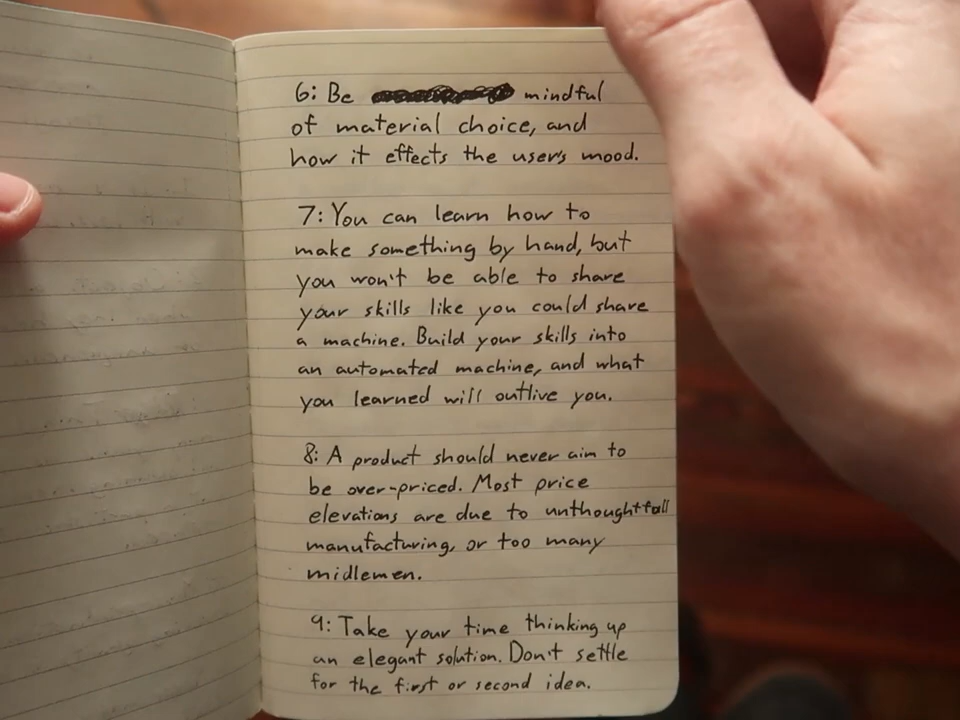 6: Be mindful
of material choice, and
how it effects the user's mood.
7: You can learn how to
make something by hand, but
you won't be able to share
your skills like you could share
a machine. Build your skills into
an automated machine, and what
you learned will outlive you.
8: A product should never aim to
be over-priced. Most price
elevations are due to unthoughtfull
manufacturing, or too many
midlemen.
9: Take your time thinking up
an elegant solution. Don't settle
for the first or second idea.